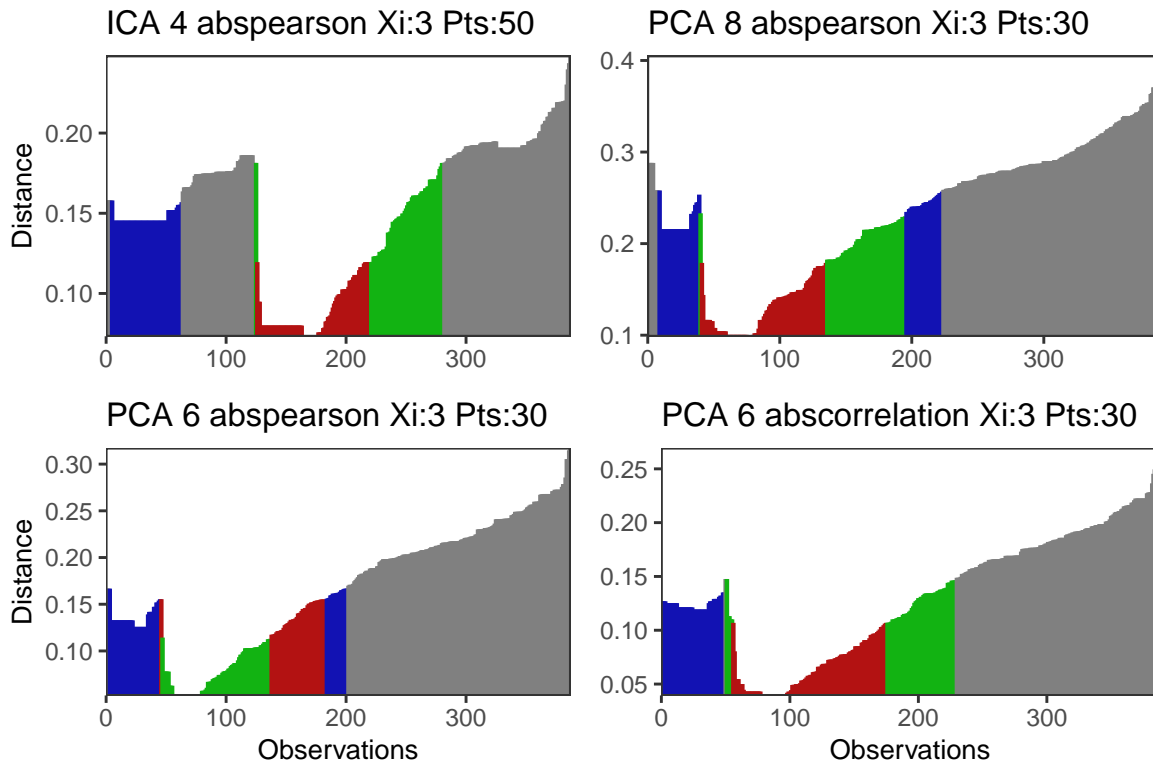 ICA 4 abspearson Xi:3 Pts:50
PCA 8 abspearson Xi:3 Pts:30
Distance
0.20
0.15
0.10
0.4
0.3
0.2
0.1
0 100 200 300
0 100 200 300
PCA 6 abspearson Xi:3 Pts:30
PCA 6 abscorrelation Xi:3 Pts:30
Distance
0.30
0.25
0.20
0.15
0.10
0.25
0.20
0.15
0.10
0.05
0 100 200 300
0 100 200 300
Observations
Observations